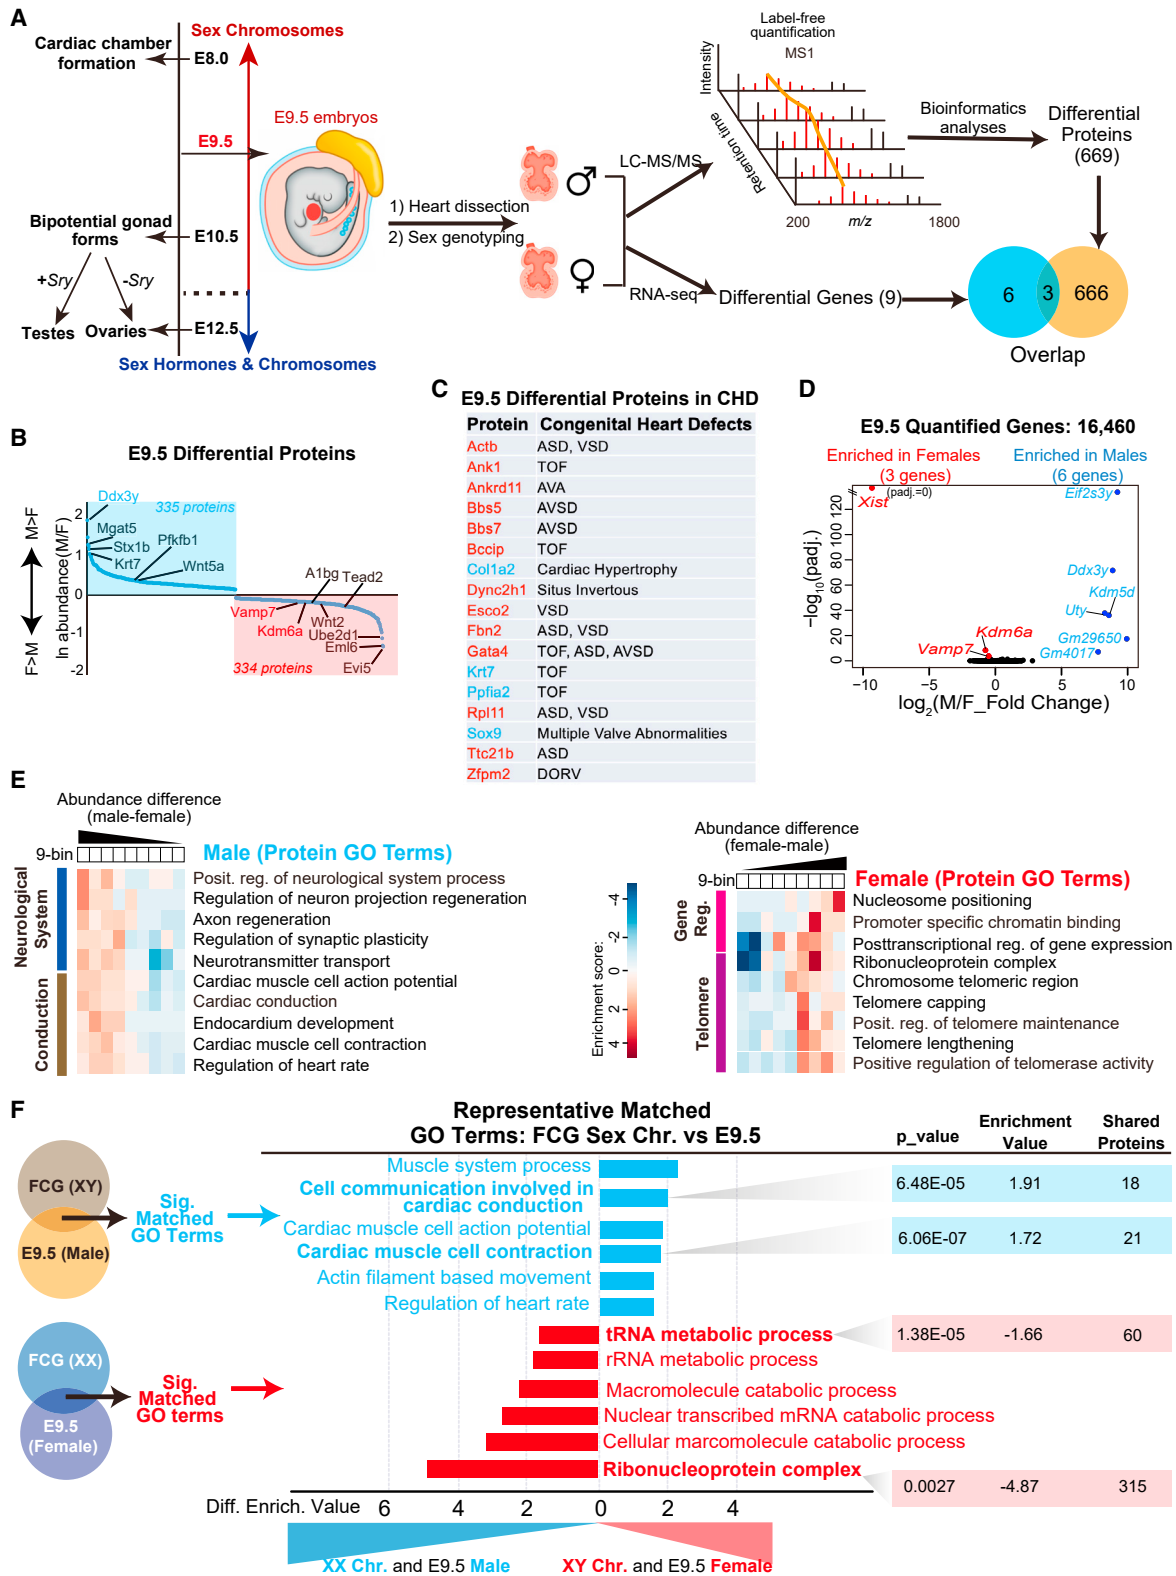 A
Sex Chromosomes
Cardiac chamber
formation
E8.0
E9.5
E9.5 embryos
Bipotential gonad
forms
E10.5
+Sry
-Sry
Testes
Ovaries
E12.5
Sex Hormones & Chromosomes
1) Heart dissection
2) Sex genotyping
♂
♀
LC-MS/MS
RNA-seq
Label-free
quantification
MS1
Intensity
Retention time
200
m/z
1800
Bioinformatics
analyses
Differential
Proteins
(669)
Differential Genes (9)
6
3
666
Overlap
B
E9.5 Differential Proteins
M>F
F>M
ln abundance(M/F)
2
1
0
-1
-2
Ddx3y
335 proteins
Mgat5
Stx1b
Krt7
Pfkfb1
Wnt5a
A1bg
Tead2
Vamp7
Kdm6a
Wnt2
Ube2d1
Eml6
Evi5
334 proteins
C
E9.5 Differential Proteins in CHD
Protein Congenital Heart Defects
Actb ASD, VSD
Ank1 TOF
Ankrd11 AVA
Bbs5 AVSD
Bbs7 AVSD
Bccip TOF
Col1a2 Cardiac Hypertrophy
Dync2h1 Situs Invertous
Esco2 VSD
Fbn2 ASD, VSD
Gata4 TOF, ASD, AVSD
Krt7 TOF
Ppfia2 TOF
Rpl11 ASD, VSD
Sox9 Multiple Valve Abnormalities
Ttc21b ASD
Zfpm2 DORV
D
E9.5 Quantified Genes: 16,460
Enriched in Females
(3 genes)
Enriched in Males
(6 genes)
Xist
(padj.=0)
Eif2s3y
Ddx3y
Kdm5d
Uty
Kdm6a
Vamp7
Gm29650
Gm4017
−log10(padj.)
120
80
60
40
20
0
−10
−5
0
5
10
log2(M/F_Fold Change)
E
Abundance difference
(male-female)
9-bin
Male (Protein GO Terms)
Neurological
System
Posit. reg. of neurological system process
Regulation of neuron projection regeneration
Axon regeneration
Regulation of synaptic plasticity
Neurotransmitter transport
Conduction
Cardiac muscle cell action potential
Cardiac conduction
Endocardium development
Cardiac muscle cell contraction
Regulation of heart rate
Enrichment score:
-4
-2
0
2
4
Abundance difference
(female-male)
9-bin
Female (Protein GO Terms)
Gene
Reg.
Nucleosome positioning
Promoter specific chromatin binding
Posttranscriptional reg. of gene expression
Ribonucleoprotein complex
Telomere
Chromosome telomeric region
Telomere capping
Posit. reg. of telomere maintenance
Telomere lengthening
Positive regulation of telomerase activity
F
Representative Matched
GO Terms: FCG Sex Chr. vs E9.5
p_value
Enrichment
Value
Shared
Proteins
FCG (XY)
E9.5 (Male)
Sig.
Matched
GO Terms
Muscle system process
Cell communication involved in
cardiac conduction
6.48E-05 1.91 18
Cardiac muscle cell action potential
Cardiac muscle cell contraction
6.06E-07 1.72 21
Actin filament based movement
Regulation of heart rate
FCG (XX)
E9.5
(Female)
Sig.
Matched
GO terms
tRNA metabolic process
1.38E-05 -1.66 60
rRNA metabolic process
Macromolecule catabolic process
Nuclear transcribed mRNA catabolic process
Cellular marcomolecule catabolic process
Ribonucleoprotein complex
0.0027 -4.87 315
Diff. Enrich. Value 6 4 2 0 2 4
XX Chr. and E9.5 Male
XY Chr. and E9.5 Female